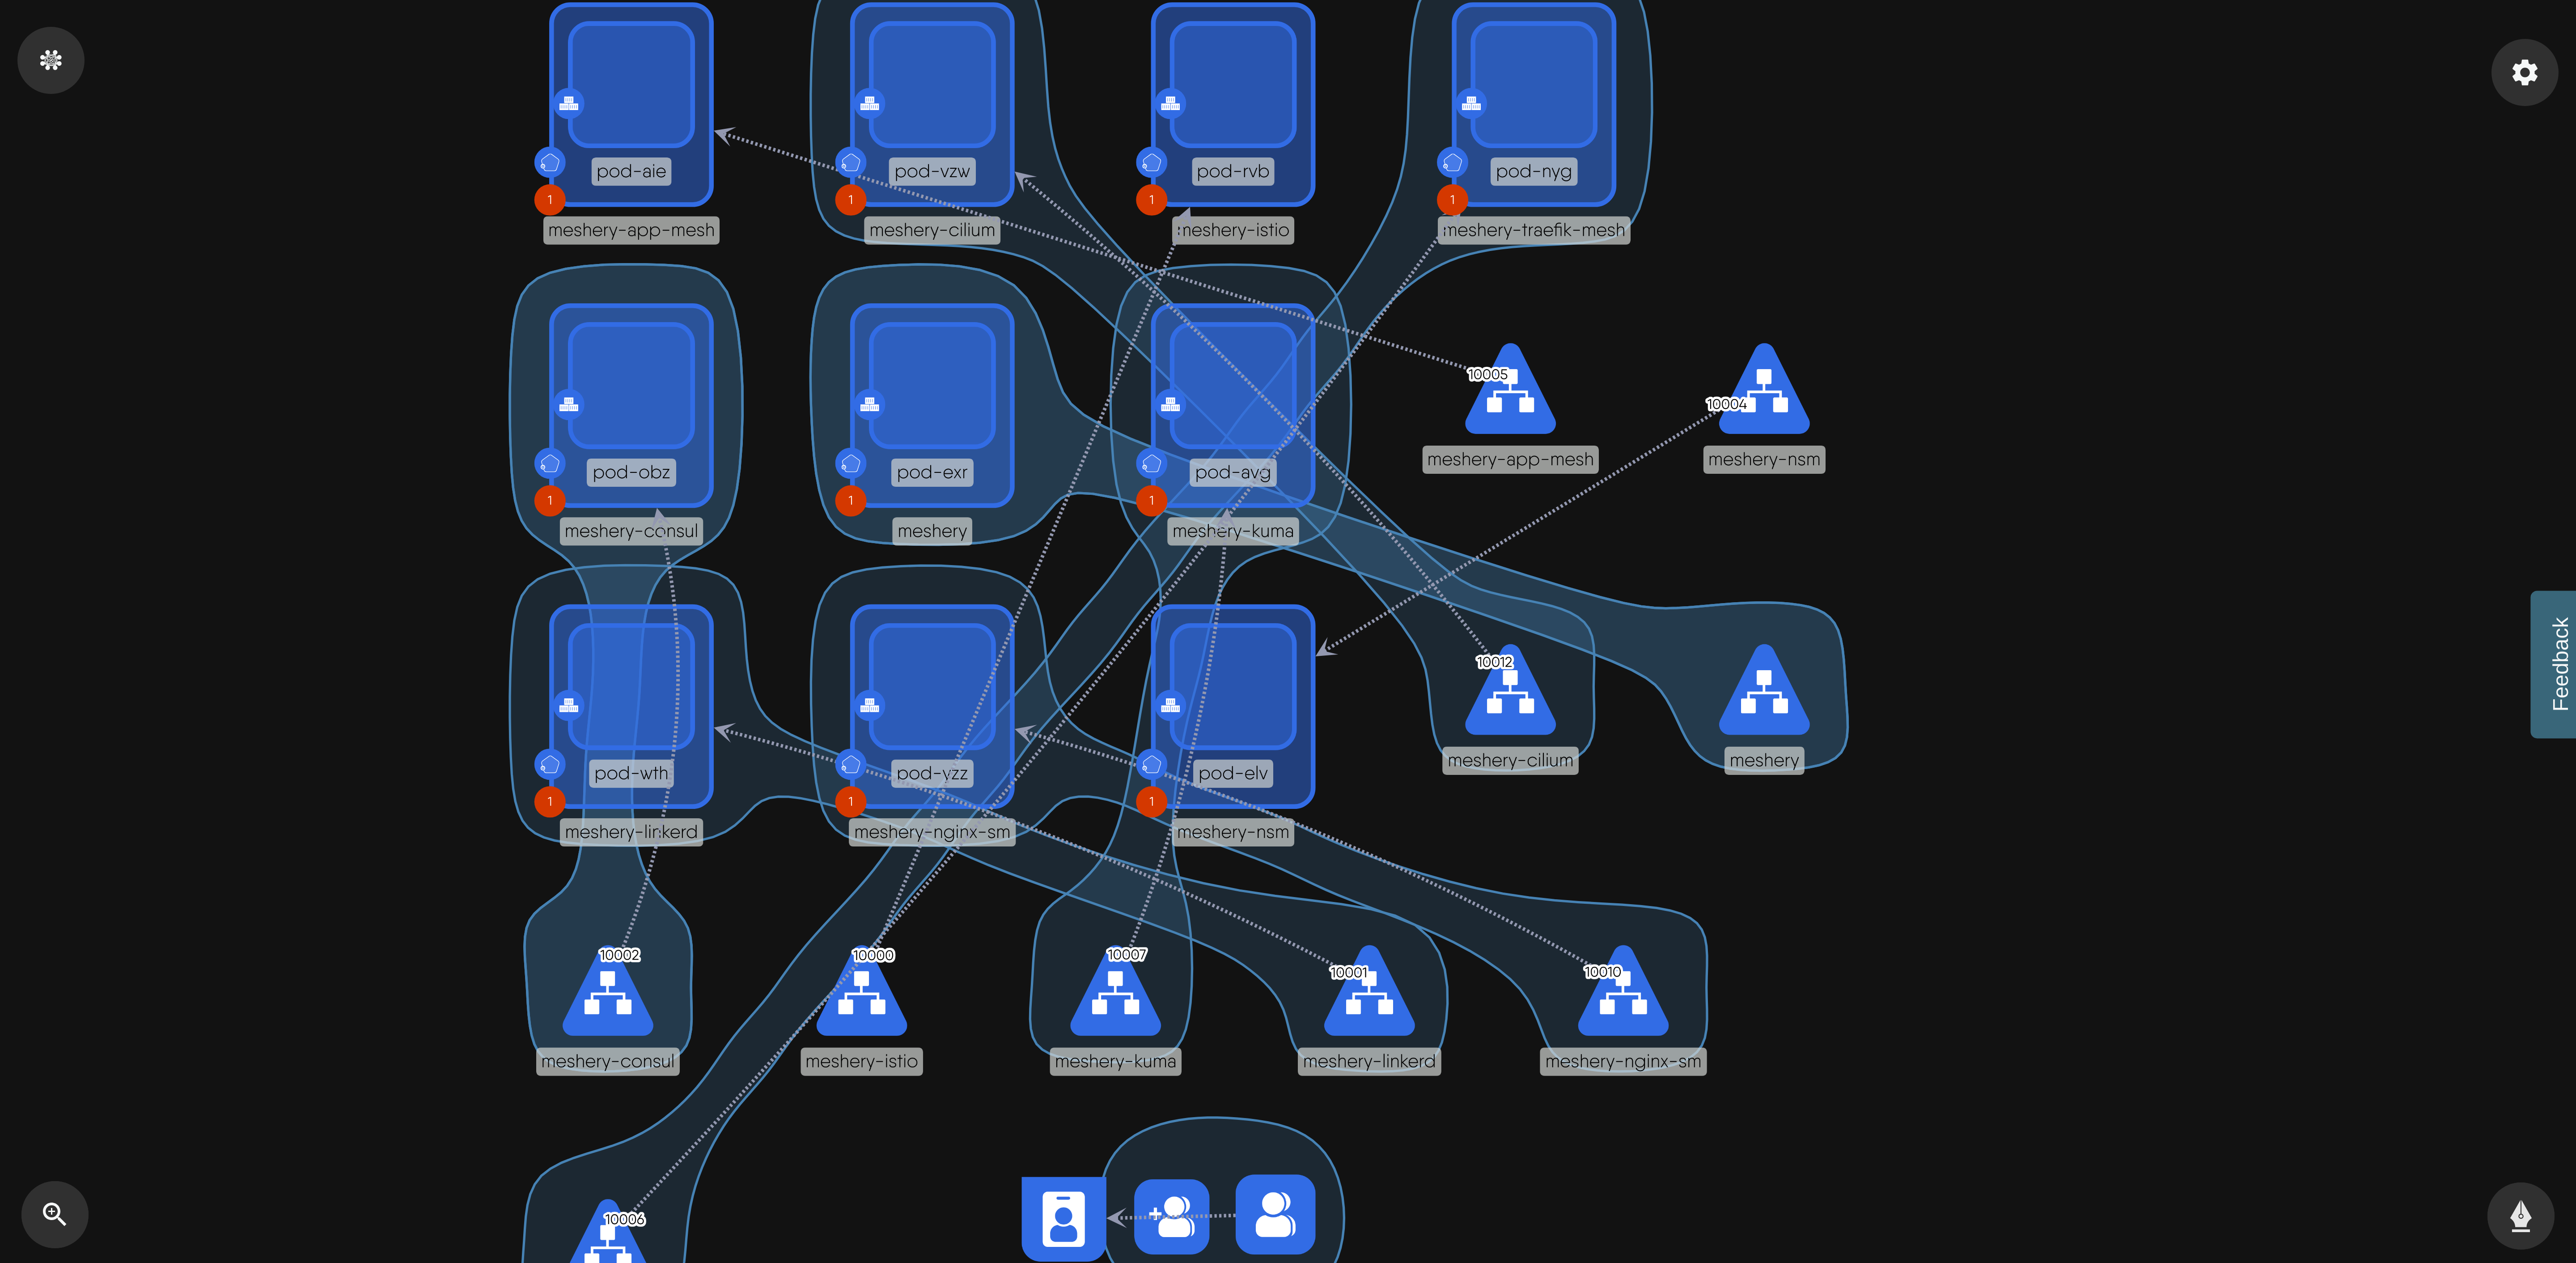 pod-aie
pod-vzw
pod-rvb
pod-nyg
1
1
1
1
meshery-app-mesh
meshery-cilium
meshery-istio
meshery-traefik-mesh
10005
10004
meshery-app-mesh
meshery-nsm
pod-obz
pod-exr
pod-avg
1
1
1
meshery-consul
meshery
meshery-kuma
Feedback
10012
meshery-cilium
meshery
pod-wth
pod-yzz
pod-elv
1
1
1
meshery-linkerd
meshery-nginx-sm
meshery-nsm
10002
10000
10007
10001
10010
meshery-consul
meshery-istio
meshery-kuma
meshery-linkerd
meshery-nginx-sm
10006